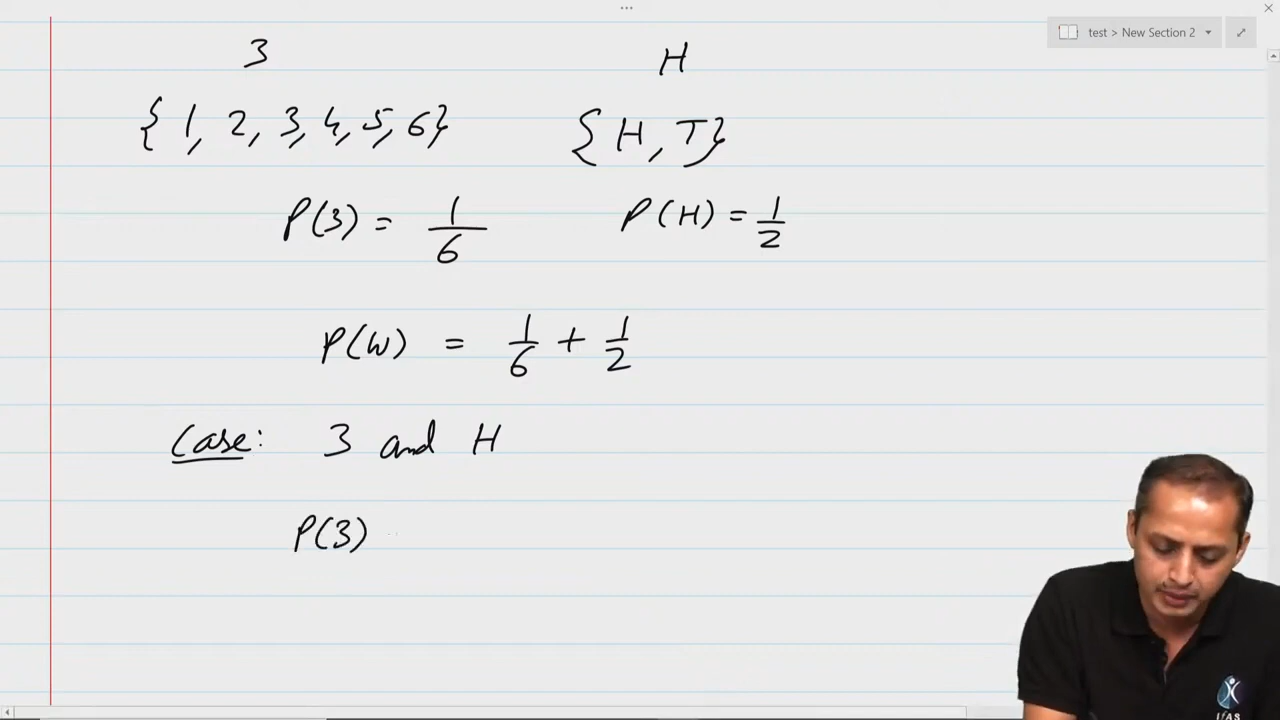 test > New Section 2
3 H
{ 1, 2, 3, 4, 5, 6} { H, T}
P(3) = 1/6 P(H) = 1/2
P(W) = 1/6 + 1/2
Case: 3 and H
P(3)
IFAS